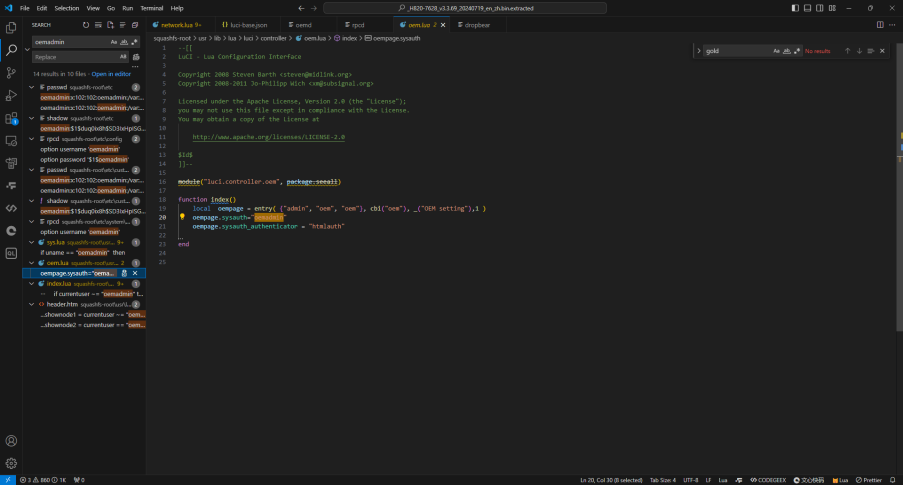 File Edit Selection View Go Run Terminal Help
_H820-7628_v3.3.69_20240719_en_zh.bin.extracted
SEARCH
oemadmin
Replace
14 results in 10 files - Open in editor
passwd squashfs-root\etc 2
oemadmin:x:102:102:oemadmin:/var:...
oemadmin:x:102:102:oemadmin:/var:...
shadow squashfs-root\etc 1
rpcd squashfs-root\etc\config 2
option username 'oemadmin'
option password '$1$oemadmin'
passwd squashfs-root\etc\cust... 2
oemadmin:x:102:102:oemadmin:/var:...
oemadmin:x:102:102:oemadmin:/var:...
shadow squashfs-root\etc\cust... 1
rpcd squashfs-root\etc\system\... 1
option username 'oemadmin'
sys.lua squashfs-root\usr... 9+ 1
if uname == "oemadmin" then
oem.lua squashfs-root\us... 2 1
oempage.sysauth="oema...
index.lua squashfs-root\... 9+ 1
header.htm squashfs-root\usr\l... 2
...shownode1 = currentuser == "oem...
...shownode2 = currentuser == "oem...
network.lua 9+ luci-base.json oemd rpcd oem.lua 2 dropbear
squashfs-root > usr > lib > lua > luci > controller > oem.lua > index > oempage.sysauth
gold
No results
1 --[[
2 LuCI - Lua Configuration Interface
3
4 Copyright 2008 Steven Barth <steven@midlink.org>
5 Copyright 2008-2011 Jo-Philipp Wich <xm@subsignal.org>
6
7 Licensed under the Apache License, Version 2.0 (the "License");
8 you may not use this file except in compliance with the License.
9 You may obtain a copy of the License at
10
11 http://www.apache.org/licenses/LICENSE-2.0
12
13 $Id$
14 ]]--
15
16 module("luci.controller.oem", package.seeall)
17
18 function index()
19 local oempage = entry( {"admin", "oem", "oem"}, cbi("oem"), _("OEM setting"),1 )
20 oempage.sysauth="oemadmin"
21 oempage.sysauth_authenticator = "htmlauth"
22
23 end
24
25
3 860 1K 0
Ln 20, Col 30 (8 selected) Tab Size: 4 UTF-8 LF Lua CODEGEEX 文心快码 Lua Prettier